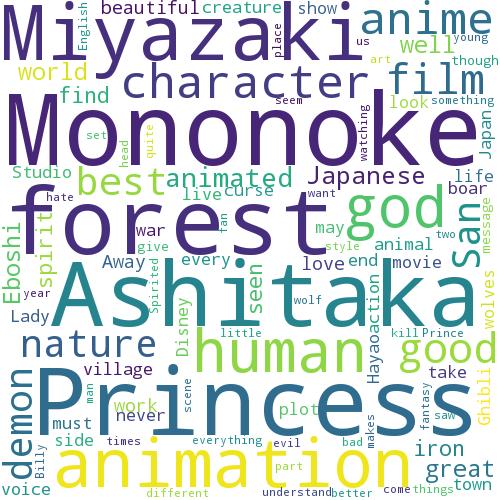 English
beautiful creature show
Miyazaki
place
us
anime
young
art
though
world
character
film
well
find
look
something
seem
watching
Japan
Mononoke
Studio
set
head
quite
best
animated
Japanese
life
live
curse
want
boar
hate
forest
god
San
message
war
fan
may
animal
two
give
style
Eboshi
spirit
Away
every
love
end
movie
wolves
year
Spirited
seen
Ashitaka
Lady
Disney
little
wolf
Hayao
action
kill
Prince
nature
human
good
village
take
Ghibli
Princess
demon
man
work
never
scene
plot
makes
fantasy
saw
must
side
times
everything
evil
bad
iron
animation
part
great
voice
Billy
different
understand
better
come
things
town